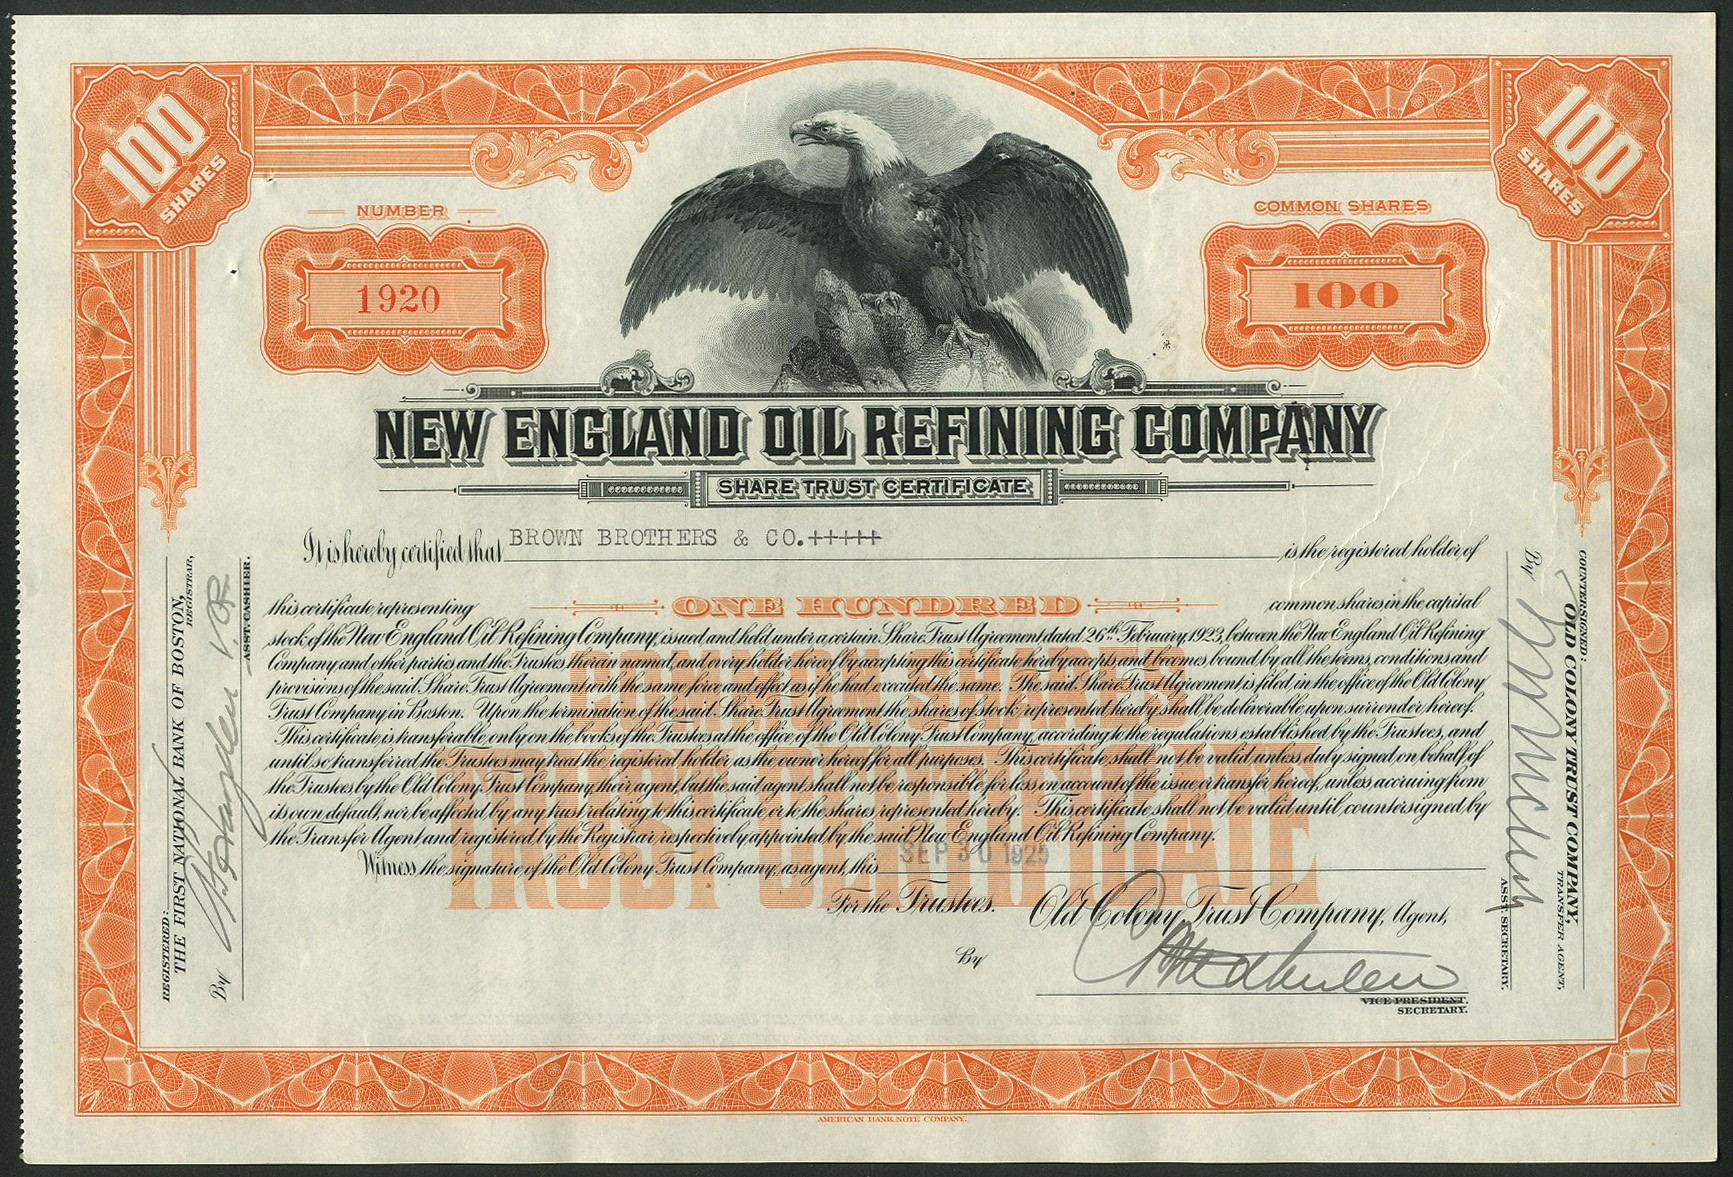 100
SHARES
100
SHARES
NUMBER
COMMON SHARES
1920
100
NEW ENGLAND OIL REFINING COMPANY
SHARE TRUST CERTIFICATE
It is hereby certified that BROWN BROTHERS & CO.+++++ is the registered holder of
this certificate representing ONE HUNDRED common shares in the capital
stock of the New England Oil Refining Company, issued and held under a certain Share Trust Agreement dated 26th February, 1923, between the New England Oil Refining
Company and other parties and the Trustees therein named, and every holder hereof by accepting this certificate hereby accepts and becomes bound by all the terms, conditions and
provisions of the said Share Trust Agreement with the same force and effect as if he had executed the same. The said Share Trust Agreement is filed in the office of the Old Colony
Trust Company in Boston. Upon the termination of the said Share Trust Agreement the shares of stock represented hereby shall be deliverable upon surrender hereof.
This certificate is transferable only on the books of the Trustees at the office of the Old Colony Trust Company, according to the regulations established by the Trustees, and
until so transferred the Trustees may treat the registered holder as the owner hereof for all purposes. This certificate shall not be valid unless duly signed on behalf of
the Trustees by the Old Colony Trust Company their agent, but the said agent shall not be responsible for loss on account of the issue or transfer hereof, unless accruing from
its own default, nor be affected by any trust relating to this certificate or to the shares represented hereby. This certificate shall not be valid until countersigned by
the Transfer Agent and registered by the Registrar respectively appointed by the said New England Oil Refining Company.
COMMON SHARES
TRUST CERTIFICATE
Witness the signature of the Old Colony Trust Company, as agent, this SEP 30 1925
For the Trustees. Old Colony Trust Company, Agent,
By
VICE PRESIDENT.
SECRETARY.
REGISTERED:
THE FIRST NATIONAL BANK OF BOSTON,
REGISTRAR,
By
ASST. CASHIER.
COUNTERSIGNED:
OLD COLONY TRUST COMPANY,
TRANSFER AGENT,
By
ASST. SECRETARY.
AMERICAN BANK NOTE COMPANY.